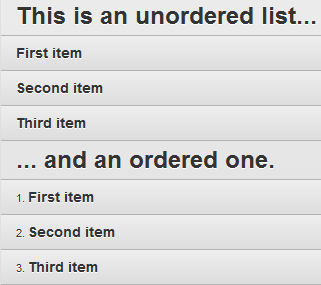 This is an unordered list...
First item
Second item
Third item
... and an ordered one.
1. First item
2. Second item
3. Third item